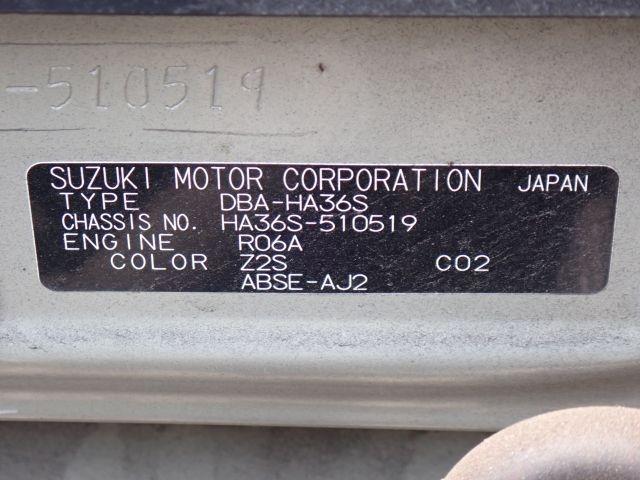 -510519
SUZUKI MOTOR CORPORATION JAPAN
TYPE DBA-HA36S
CHASSIS NO. HA36S-510519
ENGINE R06A
COLOR Z2S C02
ABSE-AJ2